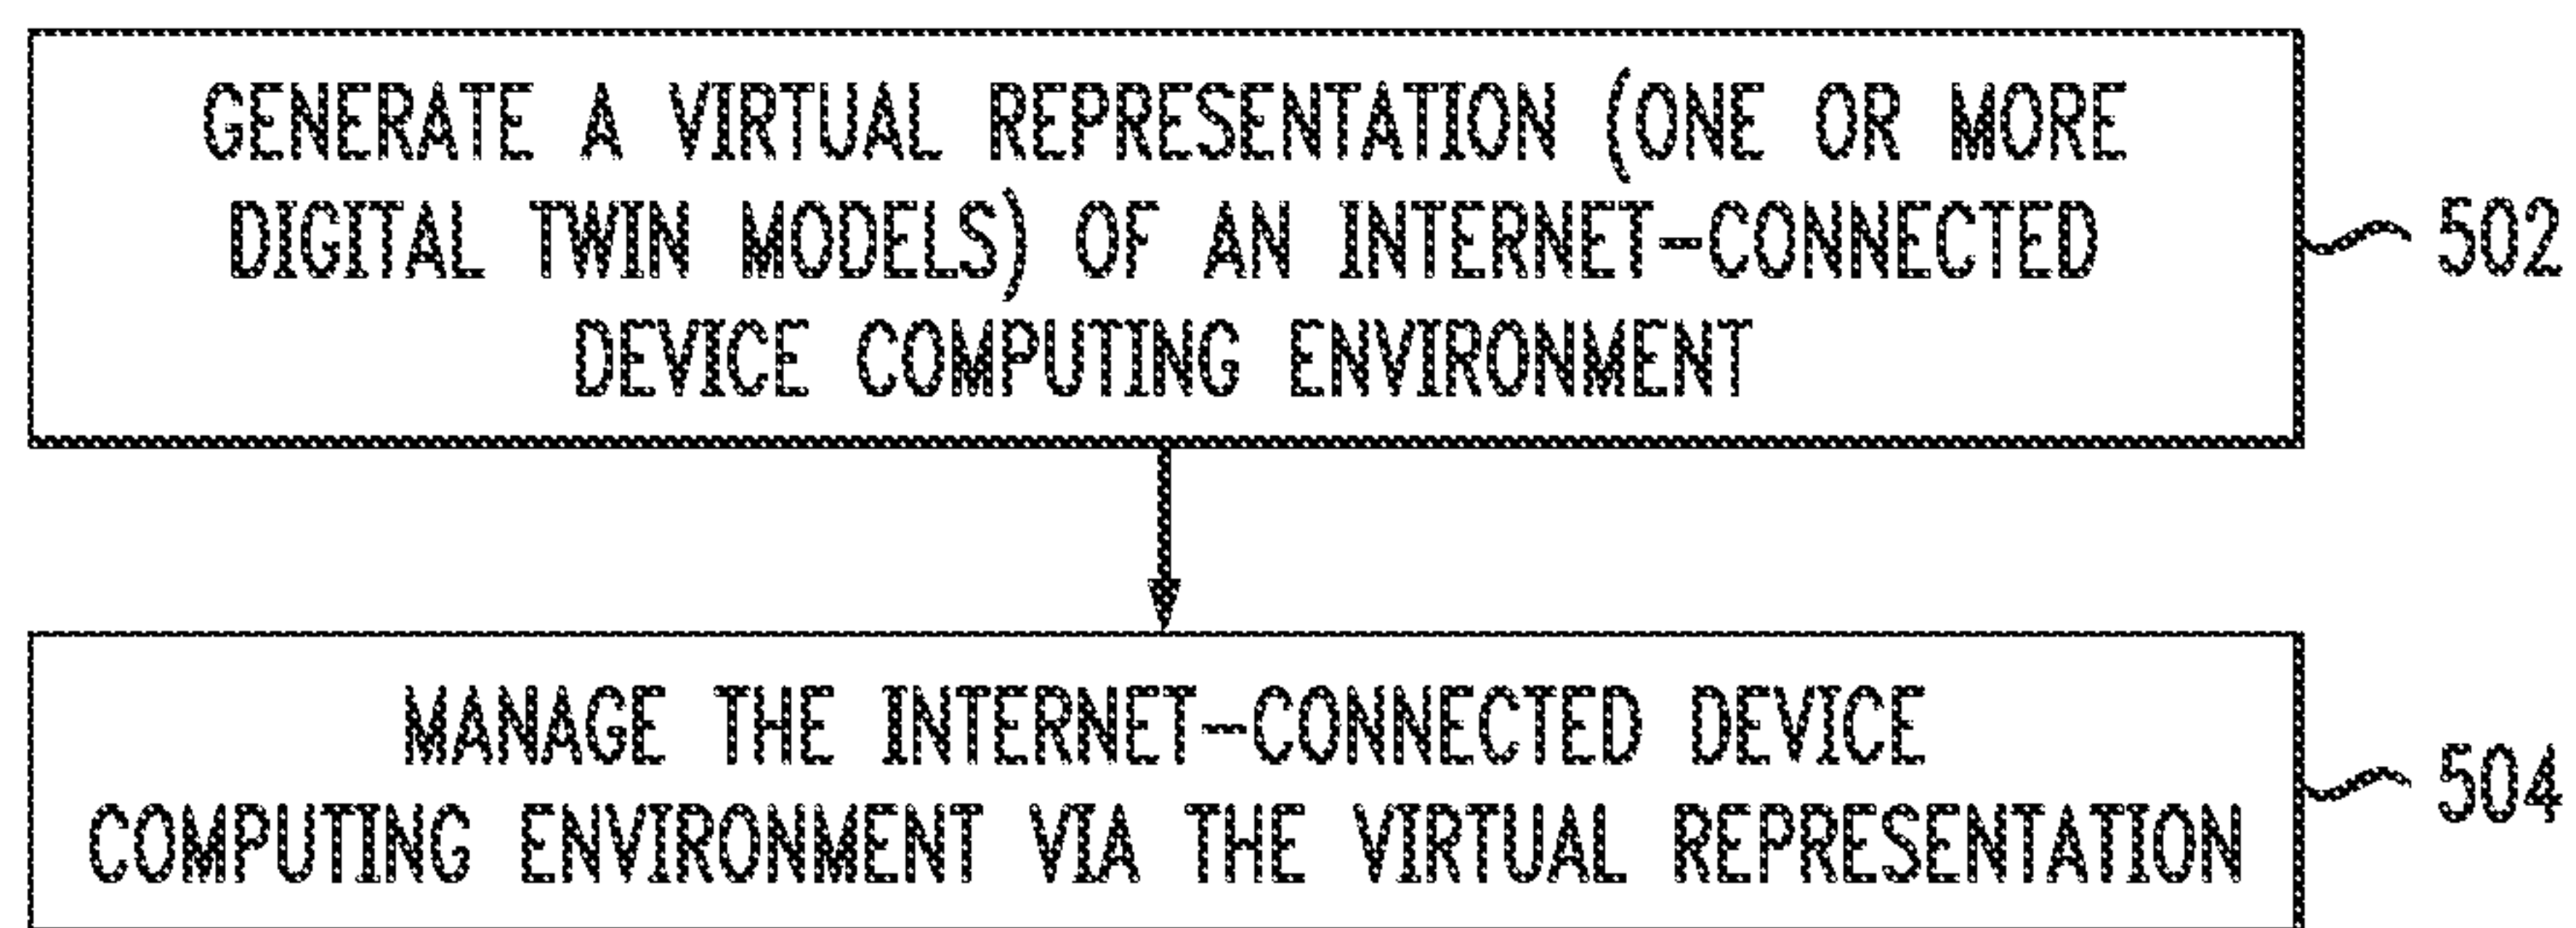 GENERATE A VIRTUAL REPRESENTATION (ONE OR MORE
DIGITAL TWIN MODELS) OF AN INTERNET-CONNECTED
DEVICE COMPUTING ENVIRONMENT
502
MANAGE THE INTERNET-CONNECTED DEVICE
COMPUTING ENVIRONMENT VIA THE VIRTUAL REPRESENTATION
504